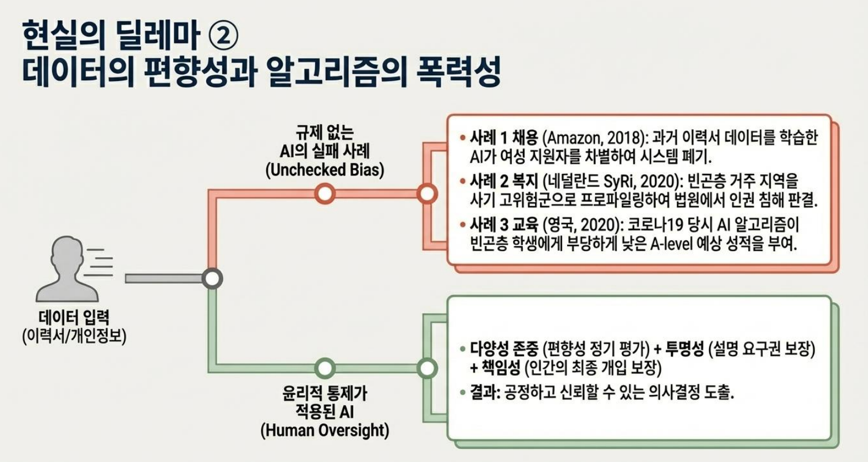 현실의 딜레마 ②
데이터의 편향성과 알고리즘의 폭력성
규제 없는
AI의 실패 사례
(Unchecked Bias)
• 사례 1 채용 (Amazon, 2018): 과거 이력서 데이터를 학습한
AI가 여성 지원자를 차별하여 시스템 폐기.
• 사례 2 복지 (네덜란드 SyRi, 2020): 빈곤층 거주 지역을
사기 고위험군으로 프로파일링하여 법원에서 인권 침해 판결.
• 사례 3 교육 (영국, 2020): 코로나19 당시 AI 알고리즘이
빈곤층 학생에게 부당하게 낮은 A-level 예상 성적을 부여.
데이터 입력
(이력서/개인정보)
윤리적 통제가
적용된 AI
(Human Oversight)
• 다양성 존중 (편향성 정기 평가) + 투명성 (설명 요구권 보장)
+ 책임성 (인간의 최종 개입 보장)
• 결과: 공정하고 신뢰할 수 있는 의사결정 도출.